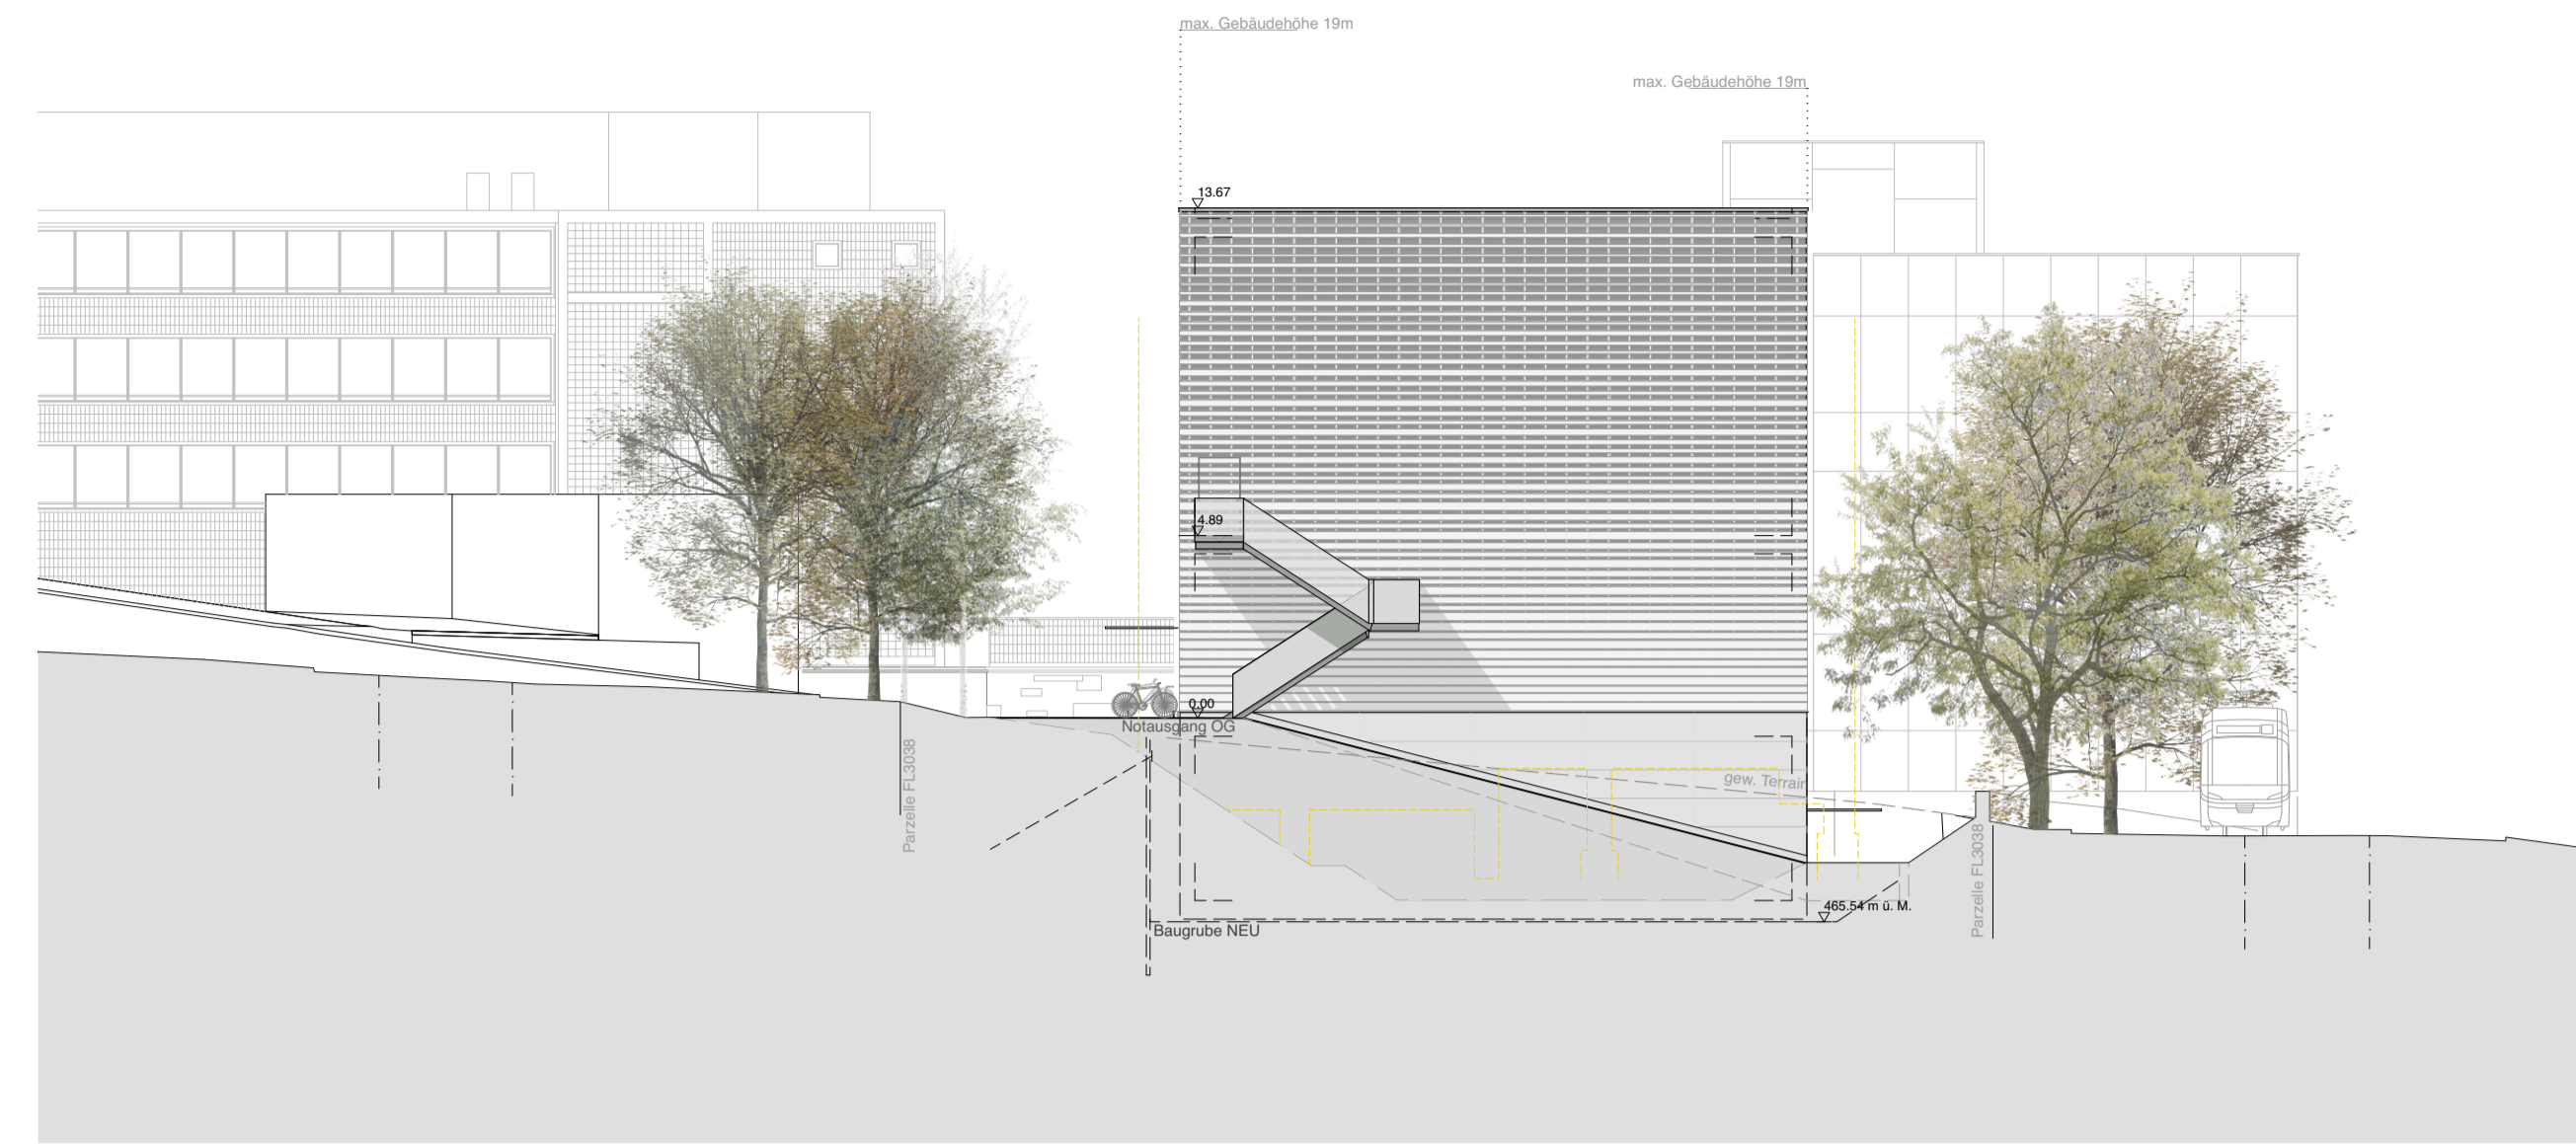 max. Gebäudehöhe 19m
max. Gebäudehöhe 19m
13.67
4.89
0.00
Notausgang OG
Parzelle FL3038
gew. Terrain
Parzelle FL3038
465.54 m ü. M.
Baugrube NEU